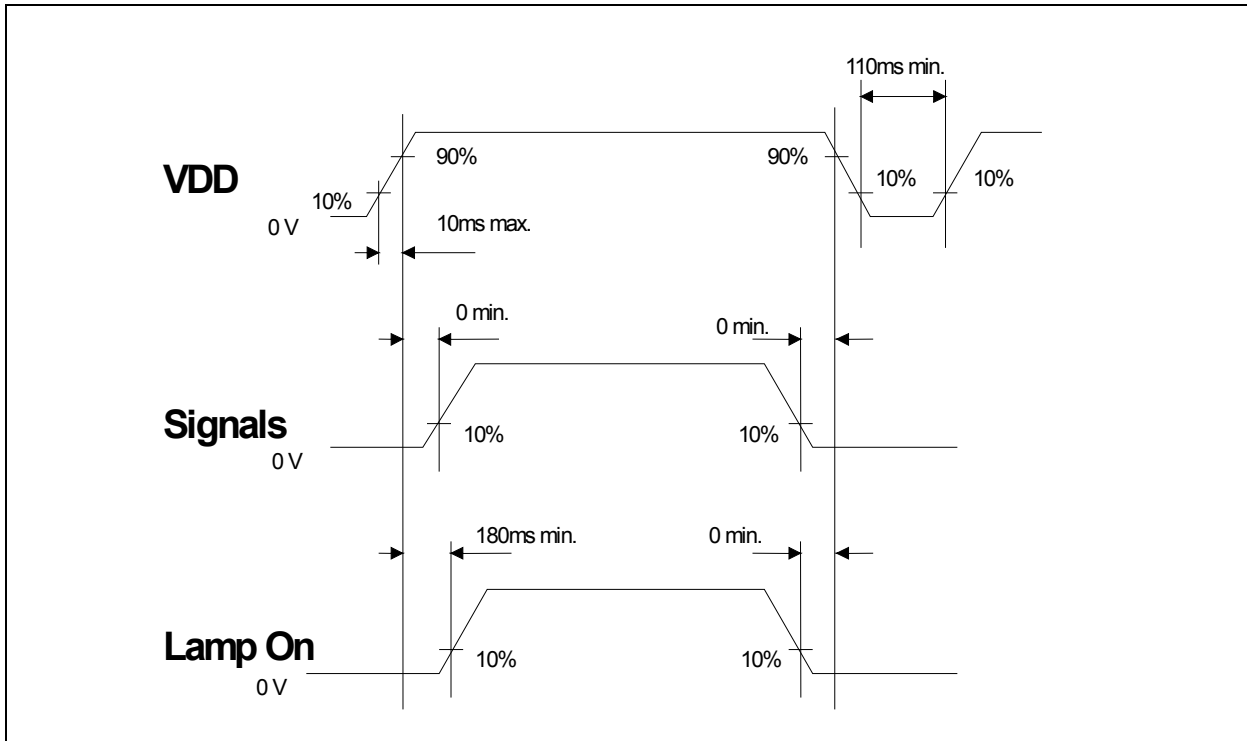 110ms min.
VDD
90%
90%
10%
10%
10%
0 V
10ms max.
0 min.
0 min.
Signals
10%
10%
0 V
180ms min.
0 min.
Lamp On
10%
10%
0 V